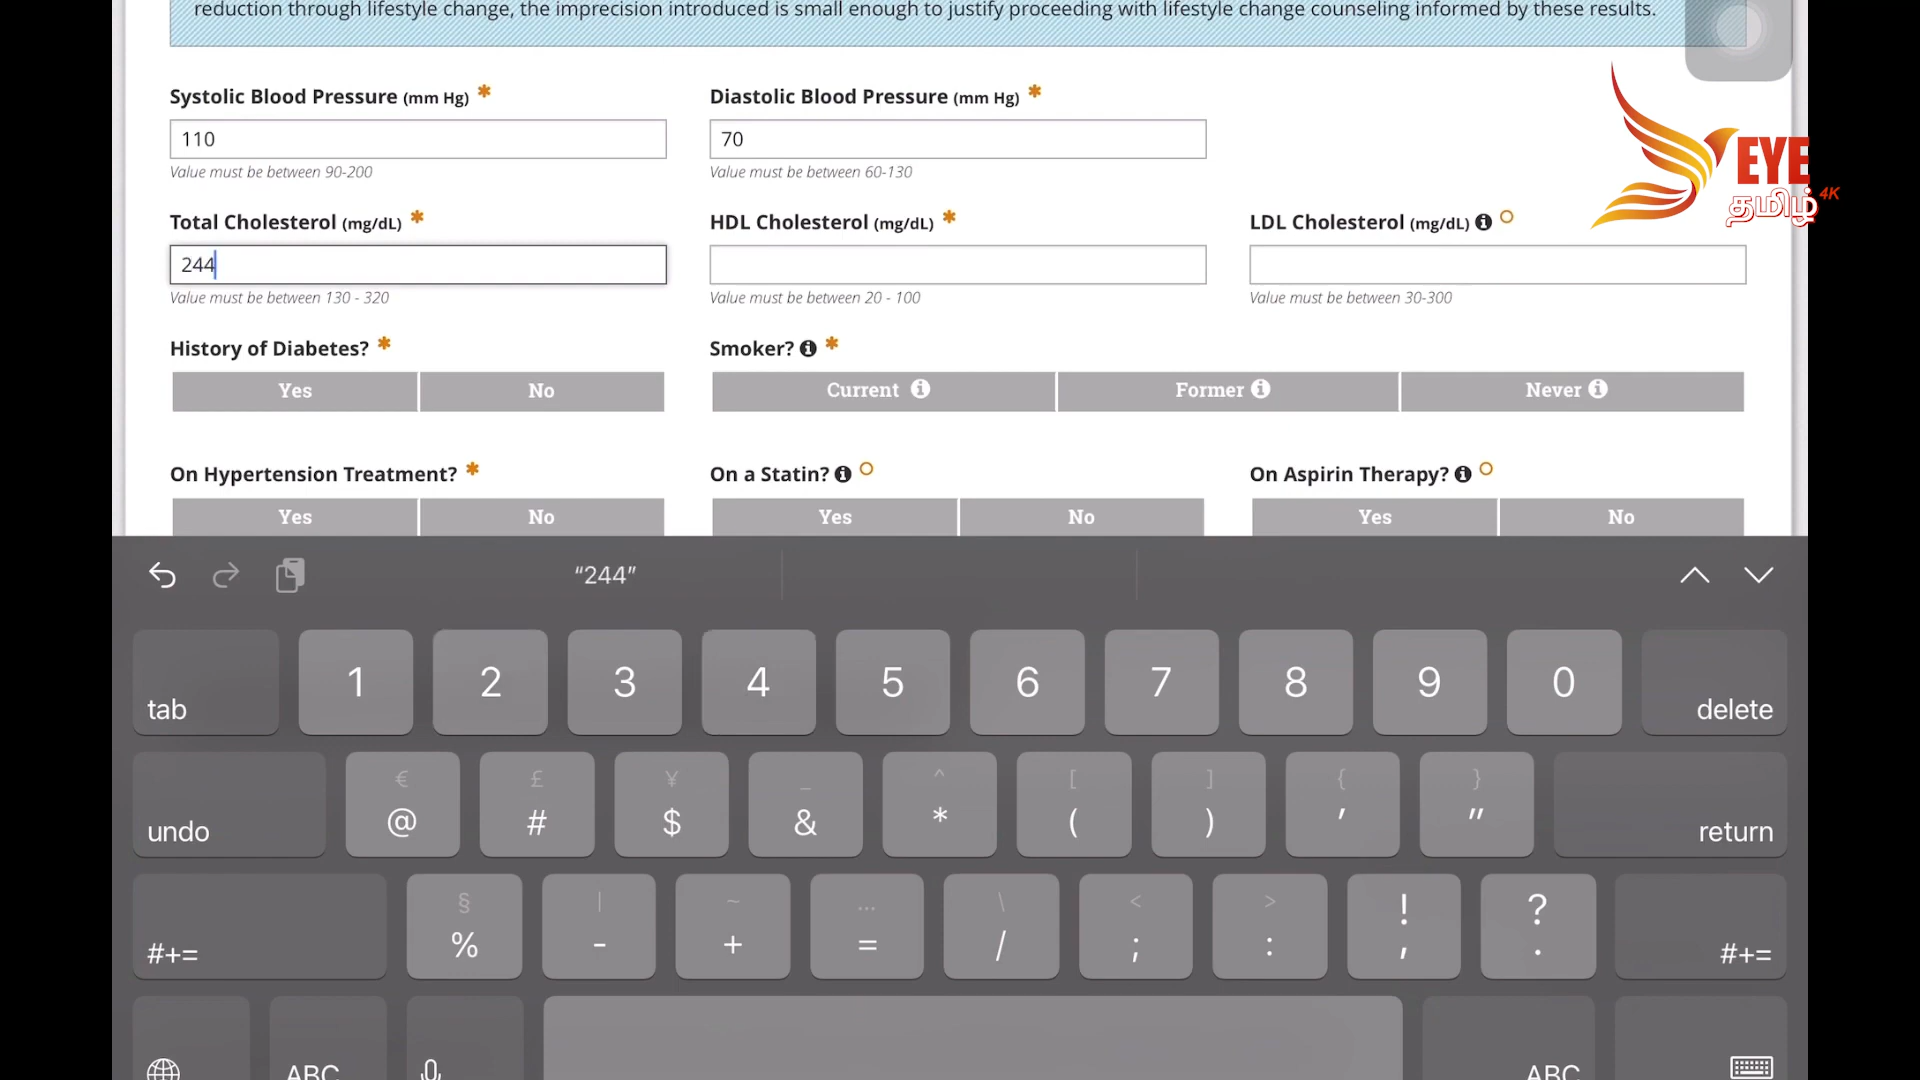 reduction through lifestyle change, the imprecision introduced is small enough to justify proceeding with lifestyle change counseling informed by these results.
Systolic Blood Pressure (mm Hg) * Diastolic Blood Pressure (mm Hg) *
110 70
Value must be between 90-200 Value must be between 60-130
EYE
தமிழ் 4K
Total Cholesterol (mg/dL) * HDL Cholesterol (mg/dL) * LDL Cholesterol (mg/dL)
244
Value must be between 130 - 320 Value must be between 20 - 100 Value must be between 30-300
History of Diabetes? * Smoker? *
Yes No Current Former Never
On Hypertension Treatment? * On a Statin? On Aspirin Therapy?
Yes No Yes No Yes No
“244”
tab 1 2 3 4 5 6 7 8 9 0 delete
€ £ ¥ _ ^ [ ] { }
undo @ # $ & * ( ) ' " return
§ | ~ … \ < > ! ?
#+= % - + = / ; : , . #+=
ABC ABC